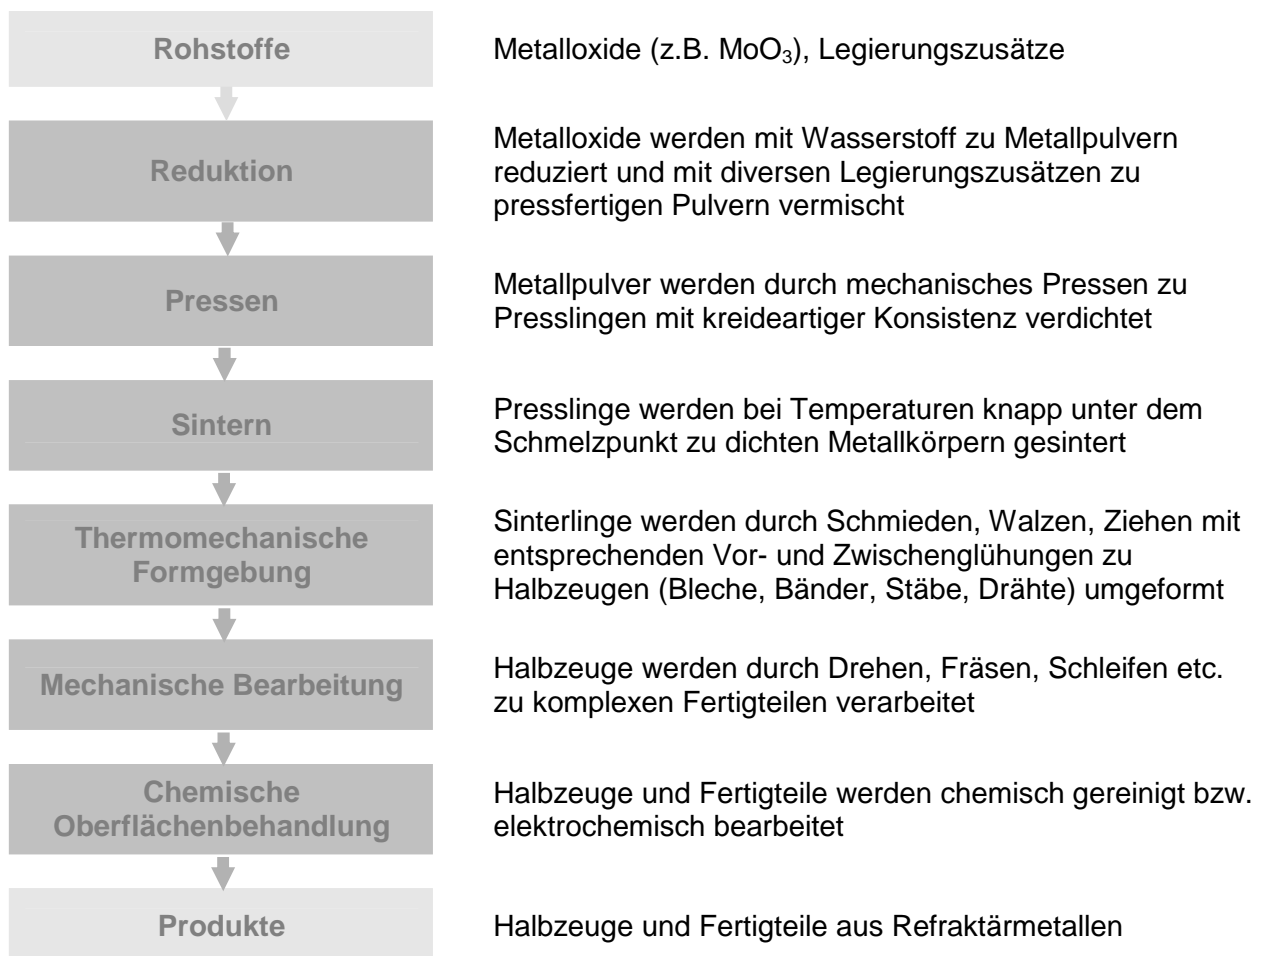 Rohstoffe
Metalloxide (z.B. MoO₃), Legierungszusätze
Reduktion
Metalloxide werden mit Wasserstoff zu Metallpulvern
reduziert und mit diversen Legierungszusätzen zu
pressfertigen Pulvern vermischt
Pressen
Metallpulver werden durch mechanisches Pressen zu
Presslingen mit kreideartiger Konsistenz verdichtet
Sintern
Presslinge werden bei Temperaturen knapp unter dem
Schmelzpunkt zu dichten Metallkörpern gesintert
Thermomechanische
Formgebung
Sinterlinge werden durch Schmieden, Walzen, Ziehen mit
entsprechenden Vor- und Zwischenglühungen zu
Halbzeugen (Bleche, Bänder, Stäbe, Drähte) umgeformt
Mechanische Bearbeitung
Halbzeuge werden durch Drehen, Fräsen, Schleifen etc.
zu komplexen Fertigteilen verarbeitet
Chemische
Oberflächenbehandlung
Halbzeuge und Fertigteile werden chemisch gereinigt bzw.
elektrochemisch bearbeitet
Produkte
Halbzeuge und Fertigteile aus Refraktärmetallen